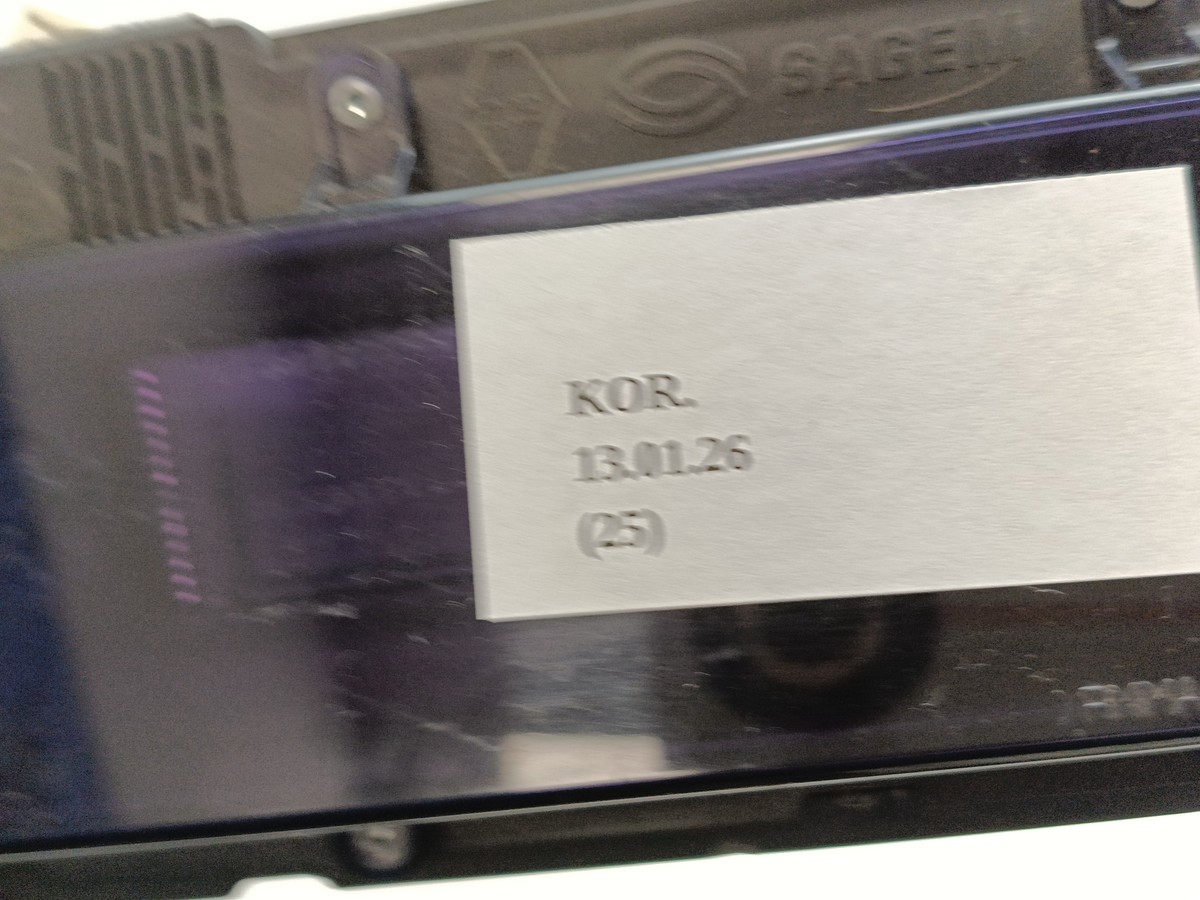 SAGEM
KOR.
13.01.26
(25)